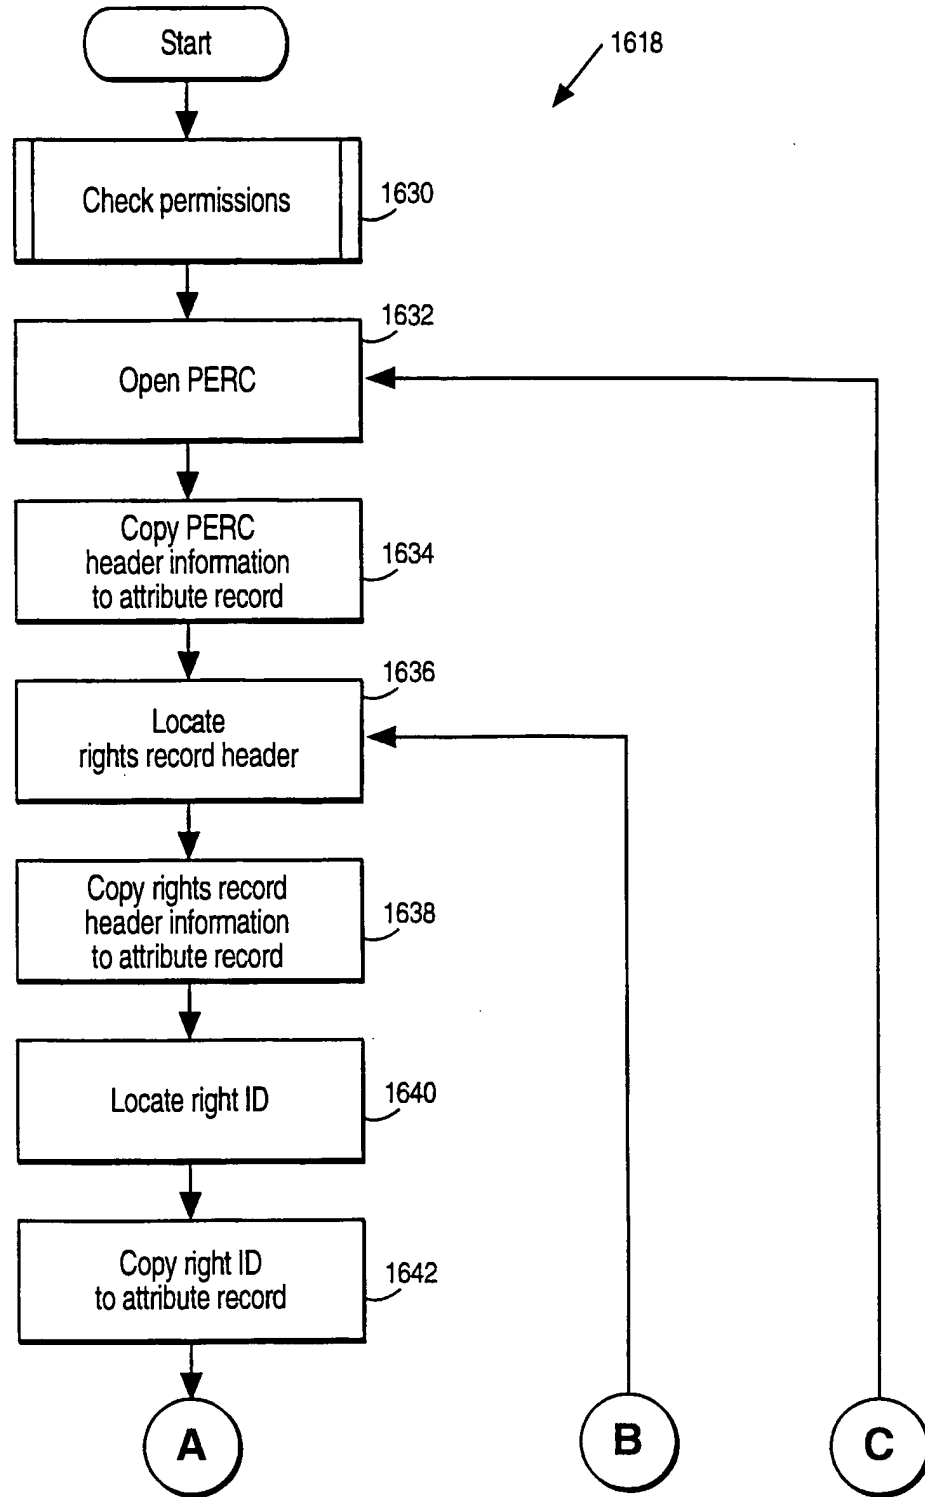 Start
1618
Check permissions
1630
1632
Open PERC
Copy PERC
header information
to attribute record
1634
1636
Locate
rights record header
Copy rights record
header information
to attribute record
1638
Locate right ID
1640
Copy right ID
to attribute record
1642
A
B
C